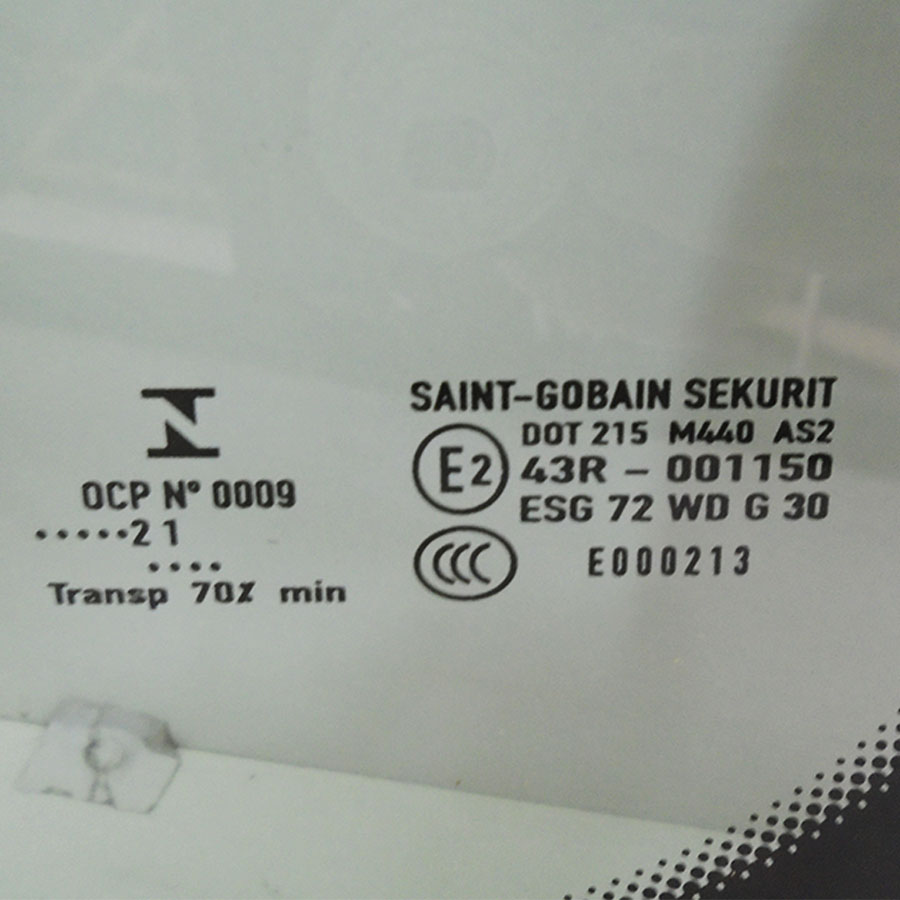 OCP Nº 0009
•••••21
••••
Transp 70% min
SAINT-GOBAIN SEKURIT
DOT 215 M440 AS2
E2
43R - 001150
ESG 72 WD G 30
CCC
E000213